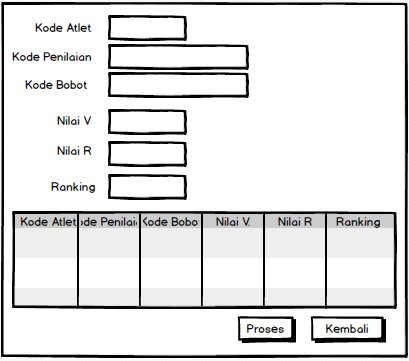 Kode Atlet
Kode Penilaian
Kode Bobot
Nilai V
Nilai R
Ranking
Kode Atlet ode Penilai Kode Bobo Nilai V. Nilai R Ranking
Proses Kembali